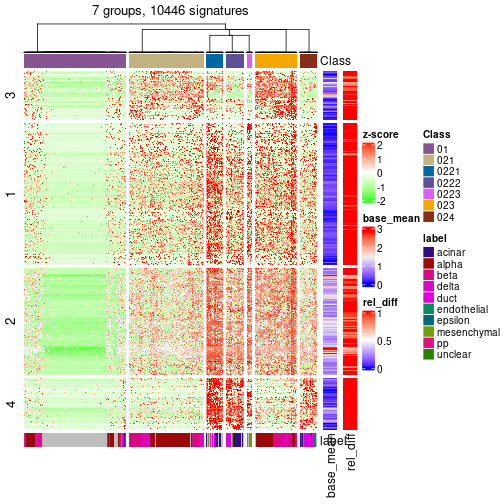 7 groups, 10446 signatures
Class
3
1
2
4
label
base_mean
rel_diff
z-score
2
1
0
-1
-2
base_mean
3
2
1
0
rel_diff
1
0.5
0
Class
01
021
0221
0222
0223
023
024
label
acinar
alpha
beta
delta
duct
endothelial
epsilon
mesenchymal
pp
unclear